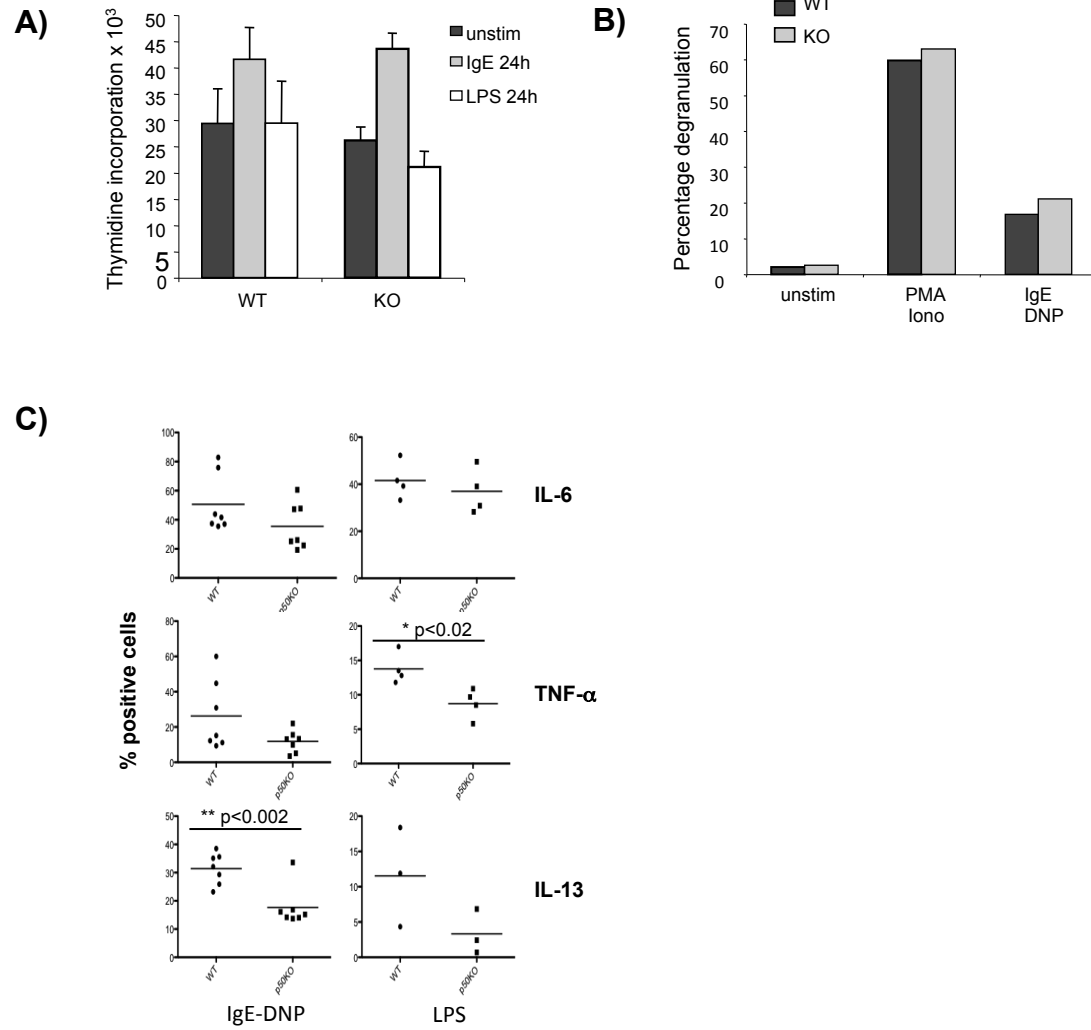 A)
Thymidine incorporation x 10³
50
45
40
35
30
25
20
15
10
5
0
unstim
IgE 24h
LPS 24h
WT
KO
B)
Percentage degranulation
70
60
50
40
30
20
10
0
WT
KO
unstim
PMA
Iono
IgE
DNP
C)
% positive cells
100
80
60
40
20
0
WT
p50KO
60
40
20
0
WT
p50KO
IL-6
80
60
40
20
0
WT
p50KO
20
15
10
5
0
* p<0.02
WT
p50KO
TNF-α
50
40
30
20
10
0
** p<0.002
WT
p50KO
20
15
10
5
0
WT
p50KO
IL-13
IgE-DNP
LPS